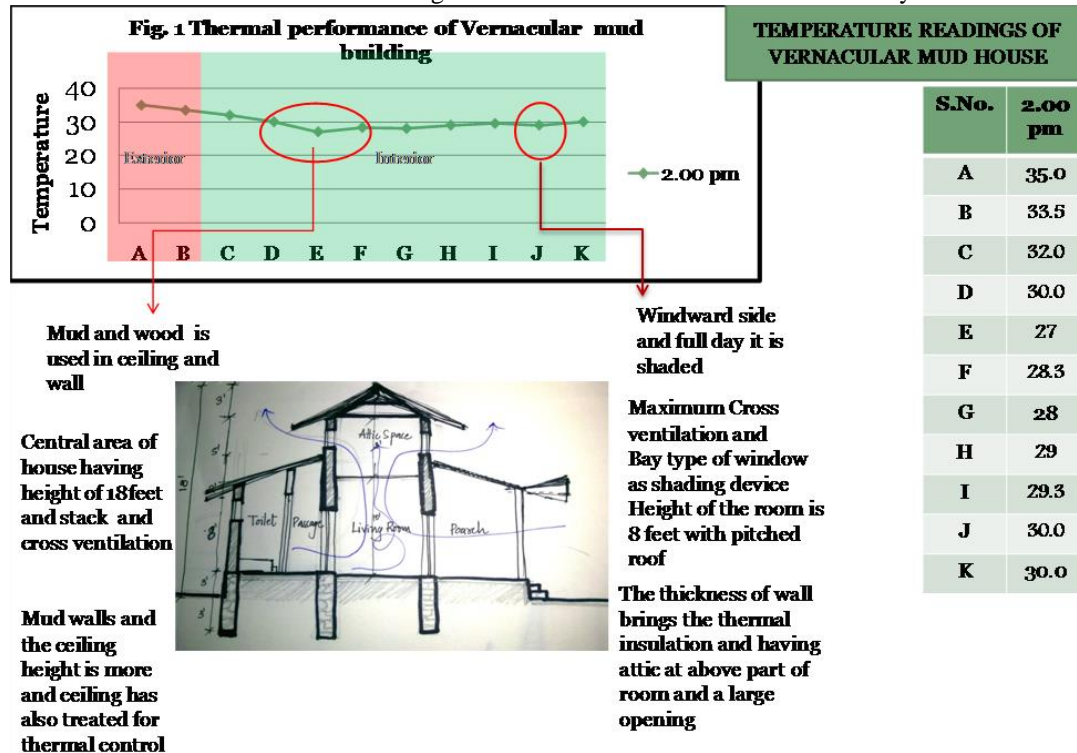 Fig. 1 Thermal performance of Vernacular mud
building
Temperature
40
30
20
10
0
Exterior
Interior
2.00 pm
A B C D E F G H I J K
TEMPERATURE READINGS OF
VERNACULAR MUD HOUSE
S.No. 2.00
pm
A 35.0
B 33.5
C 32.0
D 30.0
E 27
F 28.3
G 28
H 29
I 29.3
J 30.0
K 30.0
Mud and wood is
used in ceiling and
wall
Central area of
house having
height of 18feet
and stack and
cross ventilation
Mud walls and
the ceiling
height is more
and ceiling has
also treated for
thermal control
3'
5'
18'
8'
3'
3'
Attic Space
Toilet
Passage
Living Room
Poarch
Windward side
and full day it is
shaded
Maximum Cross
ventilation and
Bay type of window
as shading device
Height of the room is
8 feet with pitched
roof
The thickness of wall
brings the thermal
insulation and having
attic at above part of
room and a large
opening